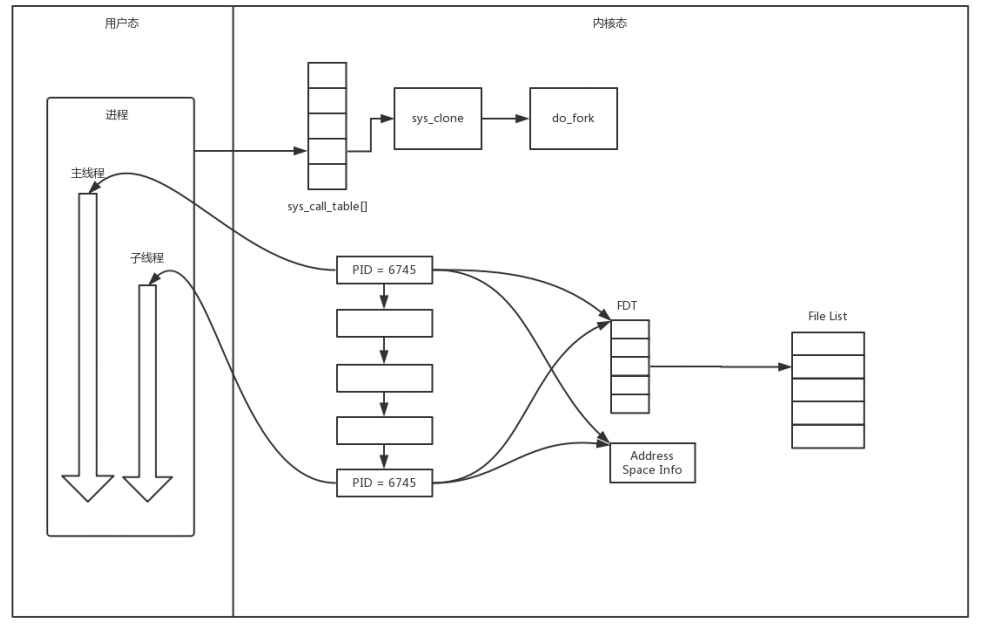 用户态
内核态
进程
sys_clone
do_fork
主线程
sys_call_table[]
子线程
PID = 6745
FDT
File List
Address
Space Info
PID = 6745